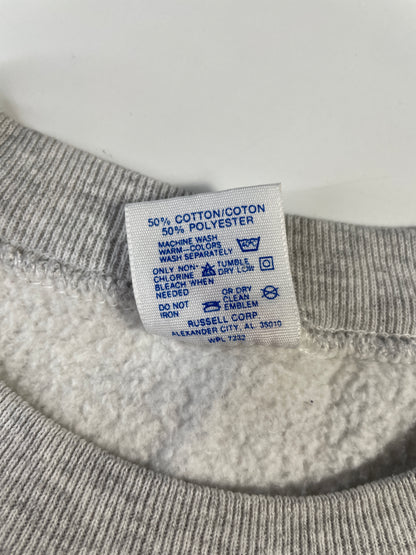 50% COTTON/COTON
50% POLYESTER
MACHINE WASH
WARM-COLORS
WASH SEPARATELY
ONLY NON-
CHLORINE
BLEACH WHEN
NEEDED
TUMBLE
DRY LOW
DO NOT
IRON
OR DRY
CLEAN
EMBLEM
RUSSELL CORP.
ALEXANDER CITY, AL 35010
WPL 7232